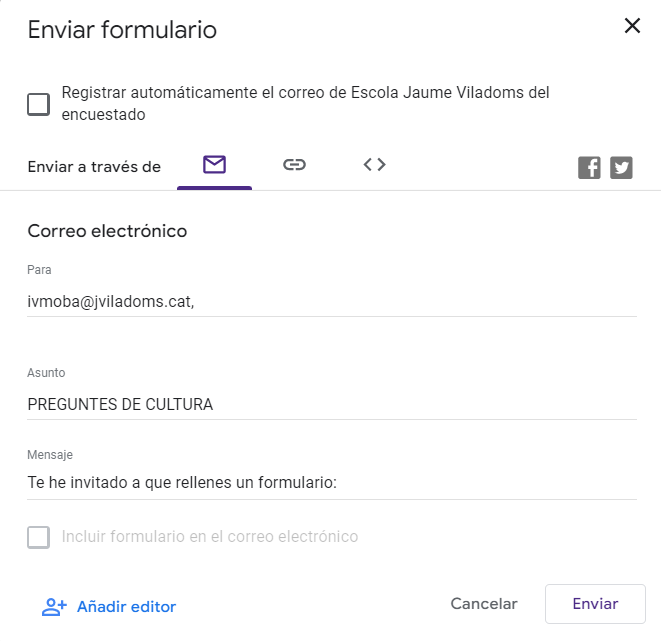 Enviar formulario
Registrar automáticamente el correo de Escola Jaume Viladoms del
encuestado
Enviar a través de
Correo electrónico
Para
ivmoba@jviladoms.cat,
Asunto
PREGUNTES DE CULTURA
Mensaje
Te he invitado a que rellenes un formulario:
Incluir formulario en el correo electrónico
Añadir editor
Cancelar
Enviar